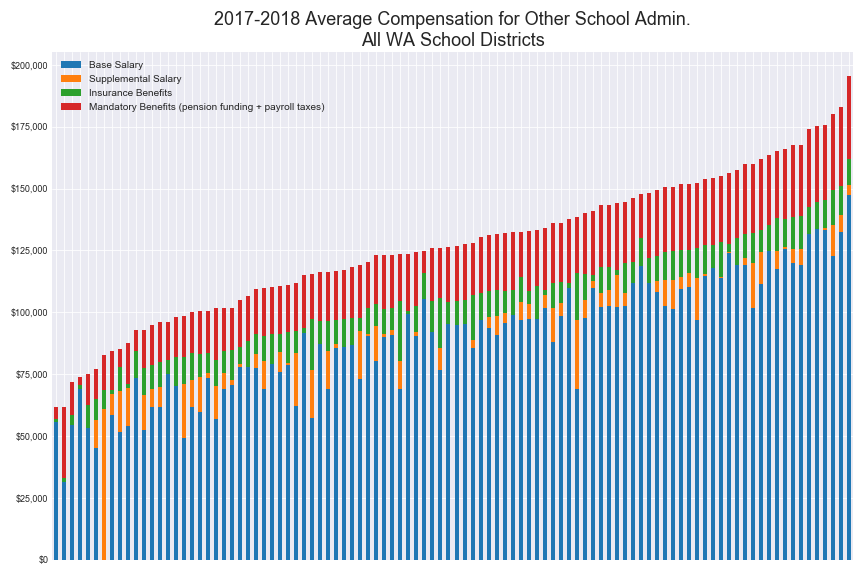 2017-2018 Average Compensation for Other School Admin.
All WA School Districts
Base Salary
Supplemental Salary
Insurance Benefits
Mandatory Benefits (pension funding + payroll taxes)
$200,000
$175,000
$150,000
$125,000
$100,000
$75,000
$50,000
$25,000
$0